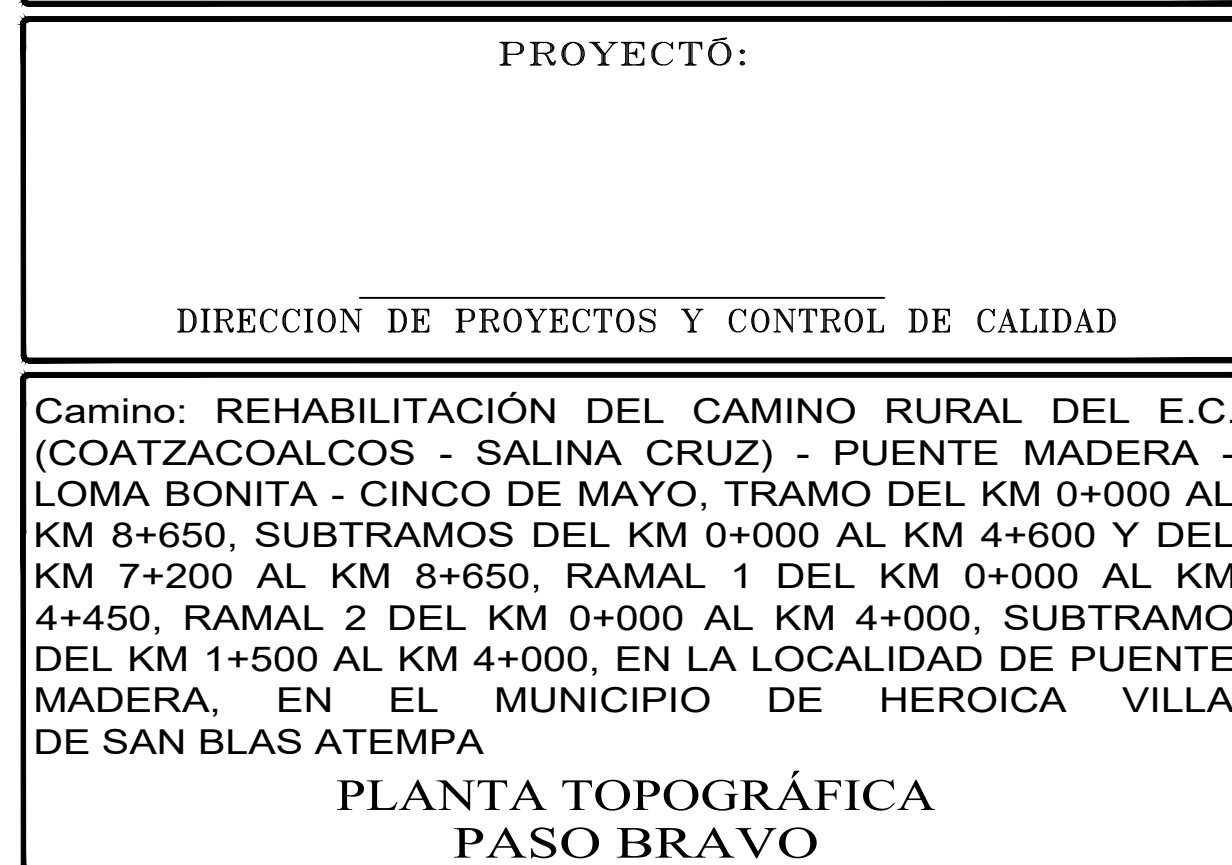 PROYECTÓ:
DIRECCION DE PROYECTOS Y CONTROL DE CALIDAD
Camino: REHABILITACIÓN DEL CAMINO RURAL DEL E.C.
(COATZACOALCOS - SALINA CRUZ) - PUENTE MADERA -
LOMA BONITA - CINCO DE MAYO, TRAMO DEL KM 0+000 AL
KM 8+650, SUBTRAMOS DEL KM 0+000 AL KM 4+600 Y DEL
KM 7+200 AL KM 8+650, RAMAL 1 DEL KM 0+000 AL KM
4+450, RAMAL 2 DEL KM 0+000 AL KM 4+000, SUBTRAMO
DEL KM 1+500 AL KM 4+000, EN LA LOCALIDAD DE PUENTE
MADERA, EN EL MUNICIPIO DE HEROICA VILLA
DE SAN BLAS ATEMPA
PLANTA TOPOGRÁFICA
PASO BRAVO